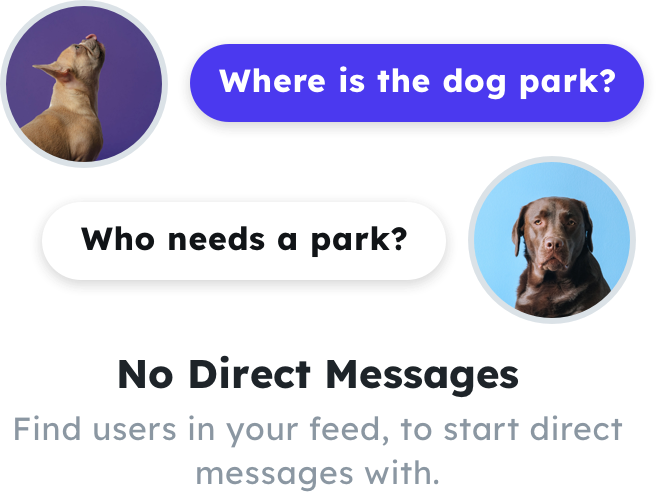 Where is the dog park?
Who needs a park?
No Direct Messages
Find users in your feed, to start direct
messages with.